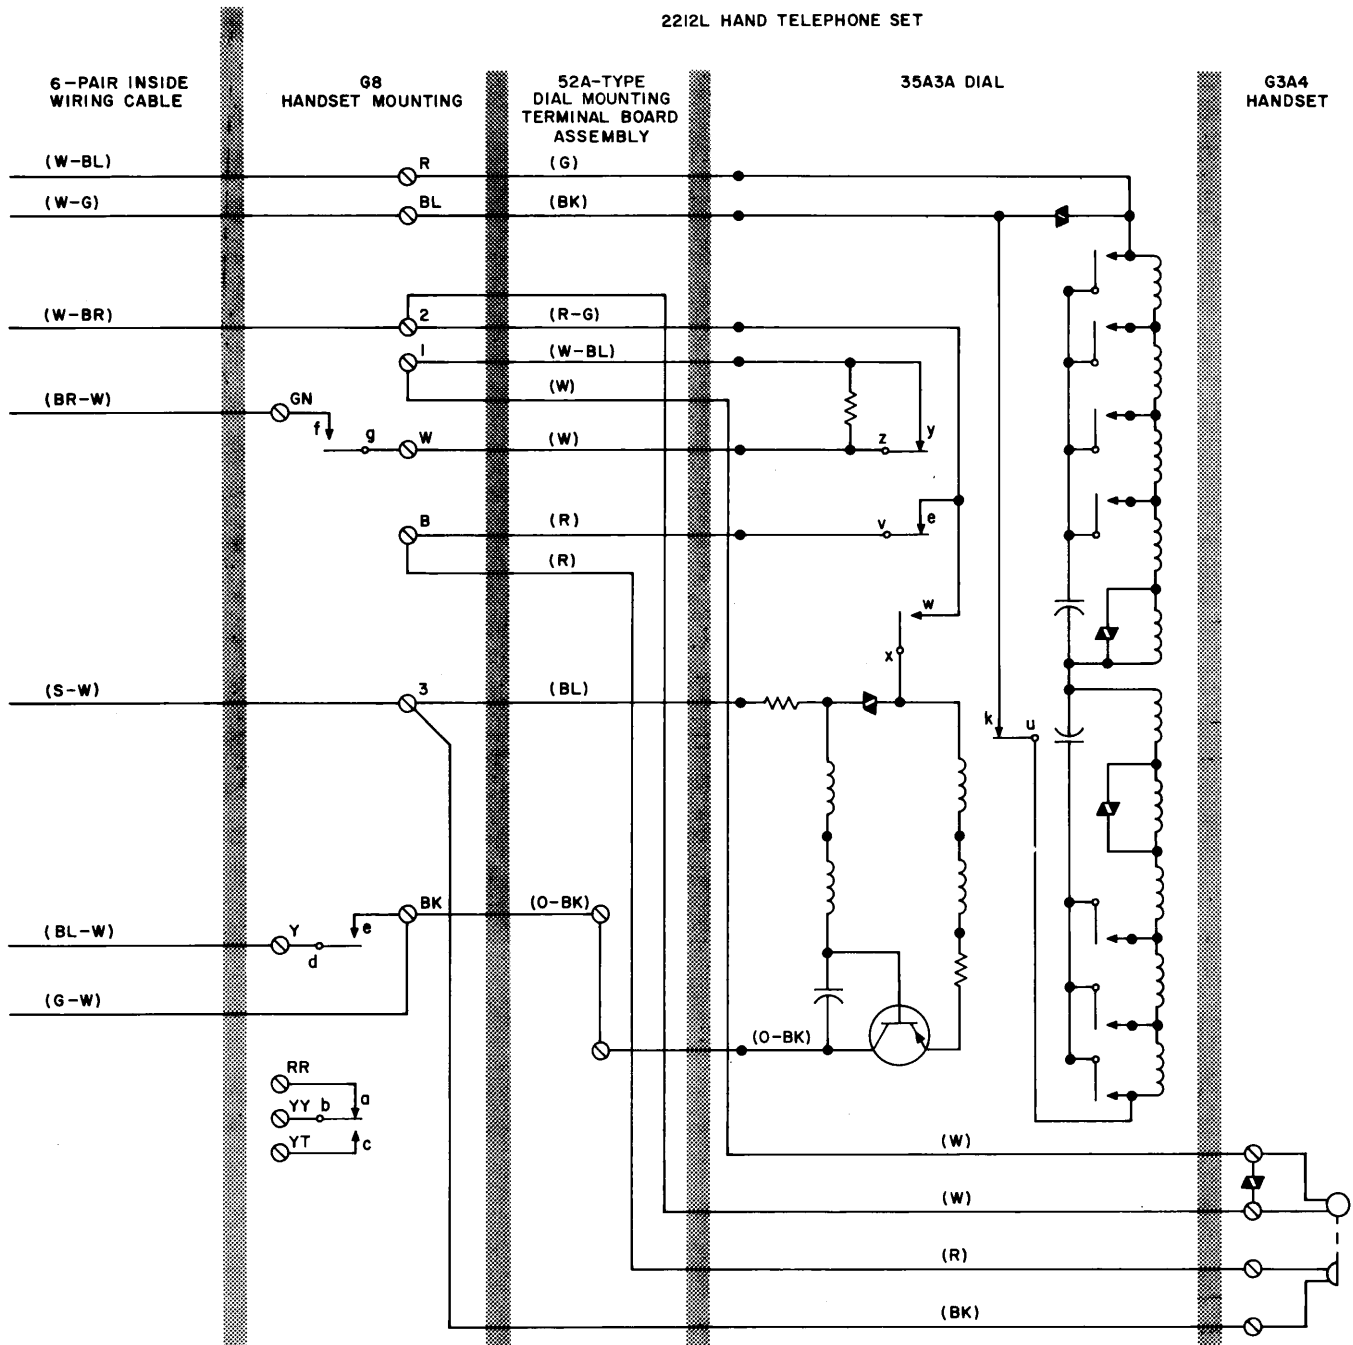 2212L HAND TELEPHONE SET
6-PAIR INSIDE
WIRING CABLE
G8
HANDSET MOUNTING
52A-TYPE
DIAL MOUNTING
TERMINAL BOARD
ASSEMBLY
35A3A DIAL
G3A4
HANDSET
(W-BL)
R
(G)
(W-G)
BL
(BK)
(W-BR)
2
(R-G)
1
(W-BL)
(W)
(BR-W)
GN
f
g
W
(W)
z
y
B
(R)
v
e
(R)
w
x
(S-W)
3
(BL)
k
u
BK
(O-BK)
e
(BL-W)
Y
d
(G-W)
(O-BK)
RR
a
YY
b
YT
c
(W)
(W)
(R)
(BK)